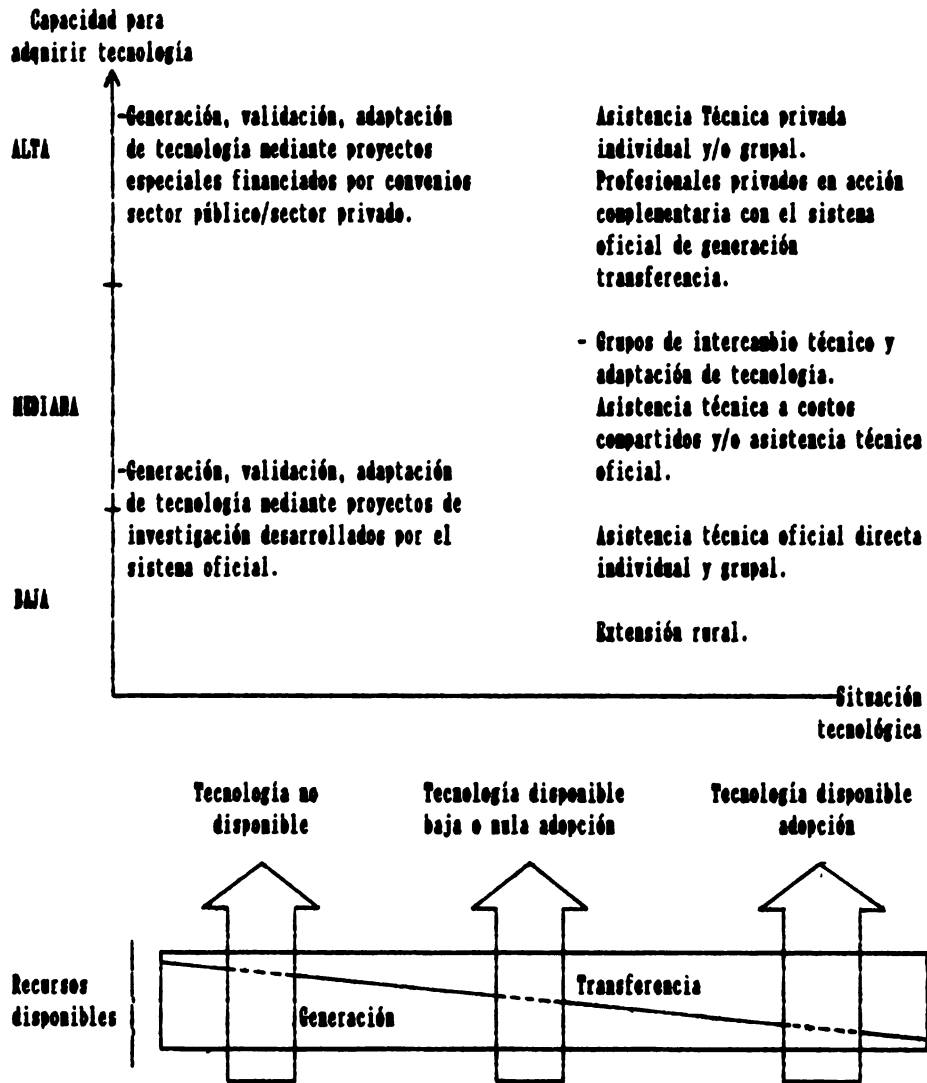 Capacidad para
adquirir tecnología
ALTA
-Generación, validación, adaptación
de tecnología mediante proyectos
especiales financiados por convenios
sector público/sector privado.
Asistencia Técnica privada
individual y/o grupal.
Profesionales privados en acción
complementaria con el sistema
oficial de generación
transferencia.
MEDIANA
- Grupos de intercambio técnico y
adaptación de tecnologia.
Asistencia técnica a costos
compartidos y/o asistencia técnica
oficial.
-Generación, validación, adaptación
de tecnología mediante proyectos de
investigación desarrollados por el
sistema oficial.
BAJA
Asistencia técnica oficial directa
individual y grupal.
Extensión rural.
Situación
tecnológica
Tecnología no
disponible
Tecnología disponible
baja o nula adopción
Tecnología disponible
adopción
Recursos
disponibles
Generación
Transferencia